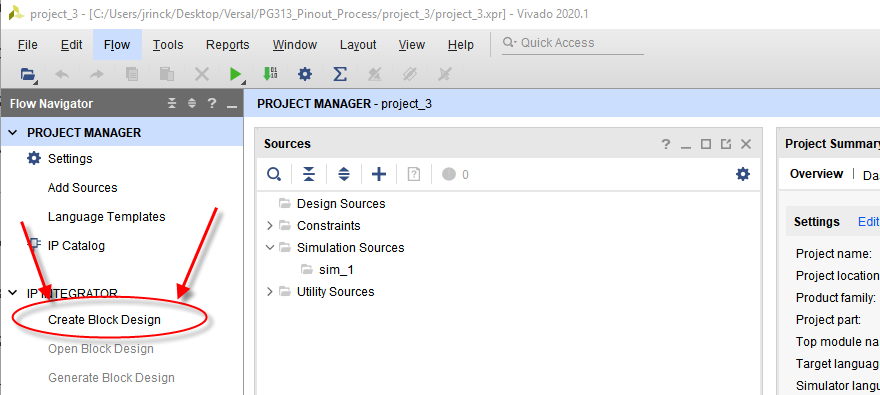 project_3 - [C:/Users/jrinck/Desktop/Versal/PG313_Pinout_Process/project_3/project_3.xpr] - Vivado 2020.1
File Edit Flow Tools Reports Window Layout View Help Quick Access
Flow Navigator
PROJECT MANAGER - project_3
PROJECT MANAGER
Settings
Add Sources
Language Templates
IP Catalog
IP INTEGRATOR
Create Block Design
Open Block Design
Generate Block Design
Sources
0
Design Sources
Constraints
Simulation Sources
sim_1
Utility Sources
Project Summary
Overview Da
Settings Edit
Project name:
Project location
Product family:
Project part:
Top module na
Target languag
Simulator langu